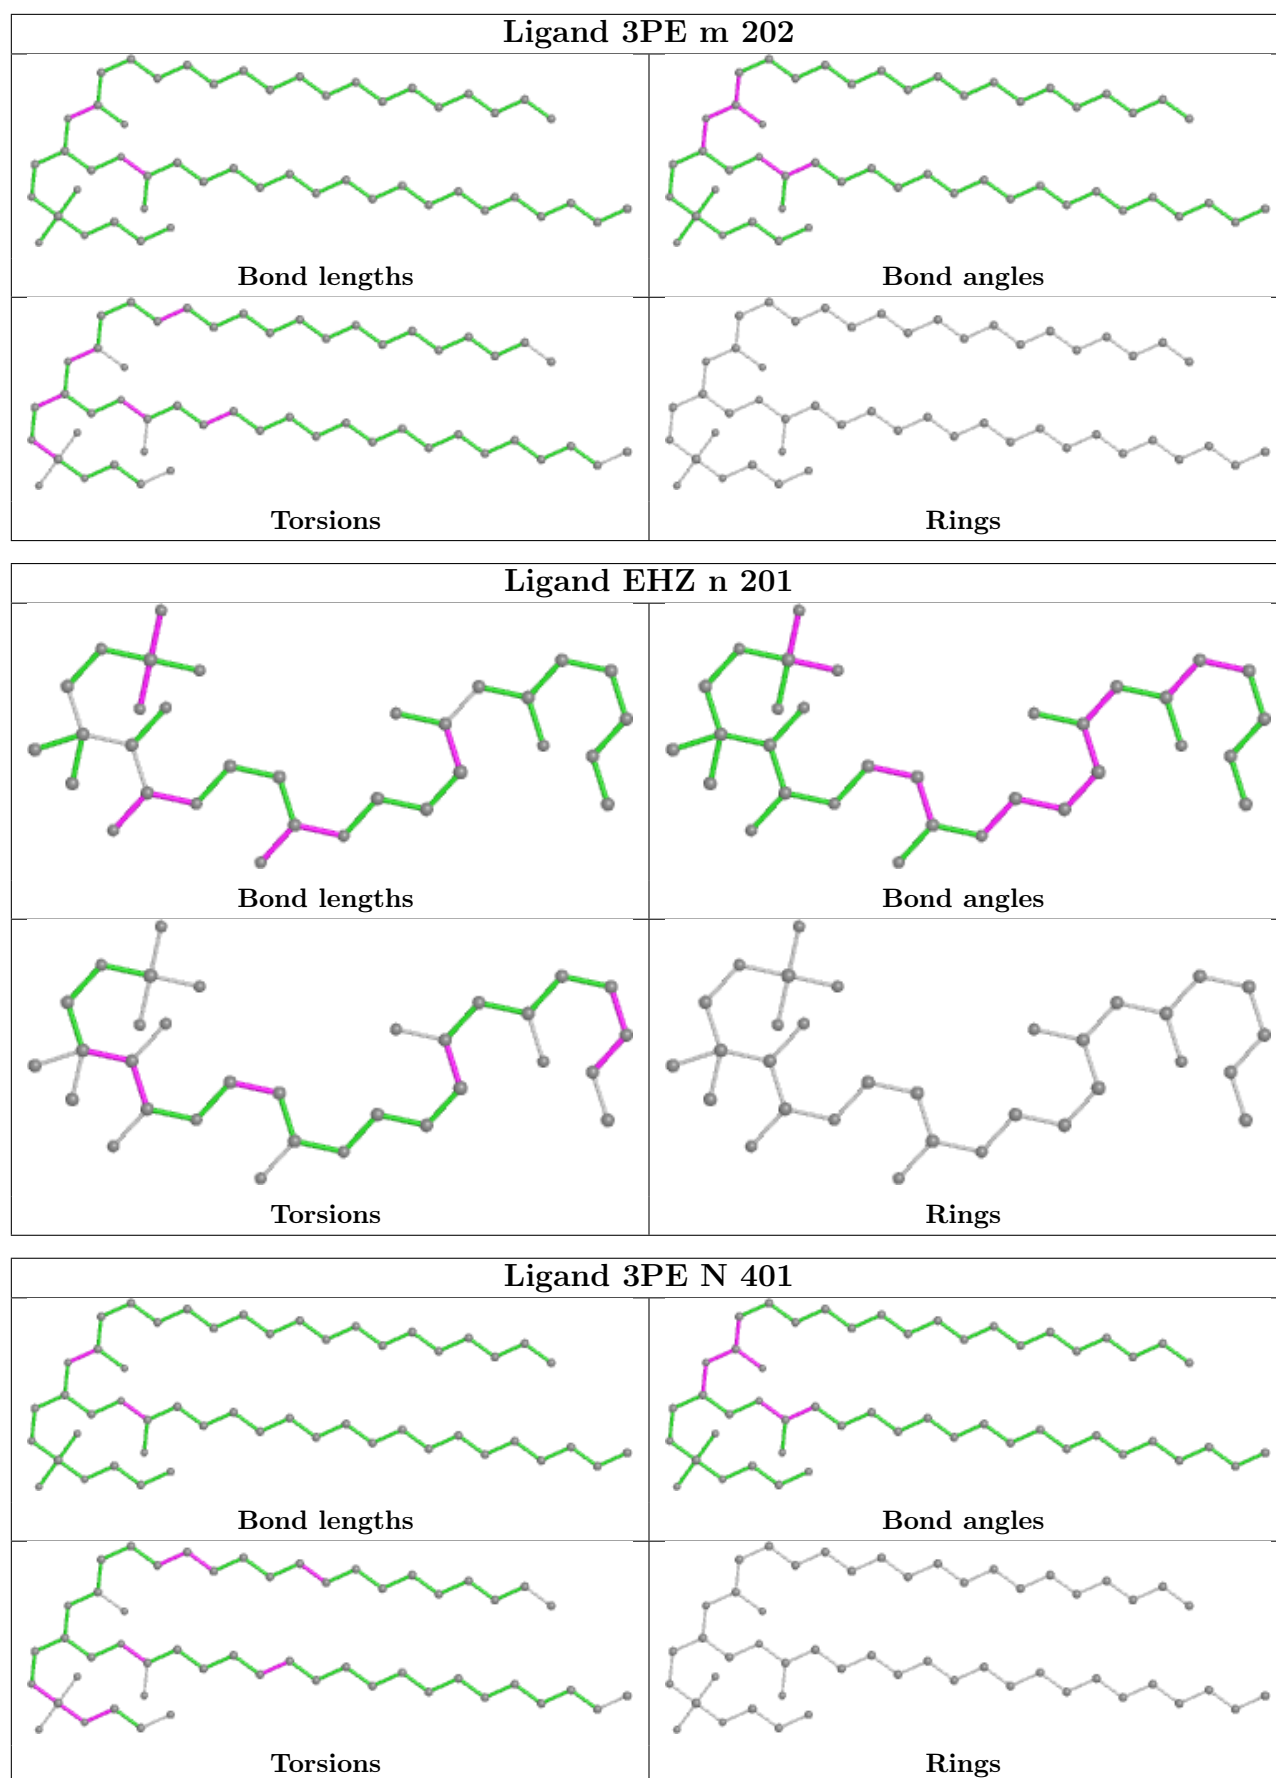 Ligand 3PE m 202
Bond lengths
Bond angles
Torsions
Rings
Ligand EHZ n 201
Bond lengths
Bond angles
Torsions
Rings
Ligand 3PE N 401
Bond lengths
Bond angles
Torsions
Rings